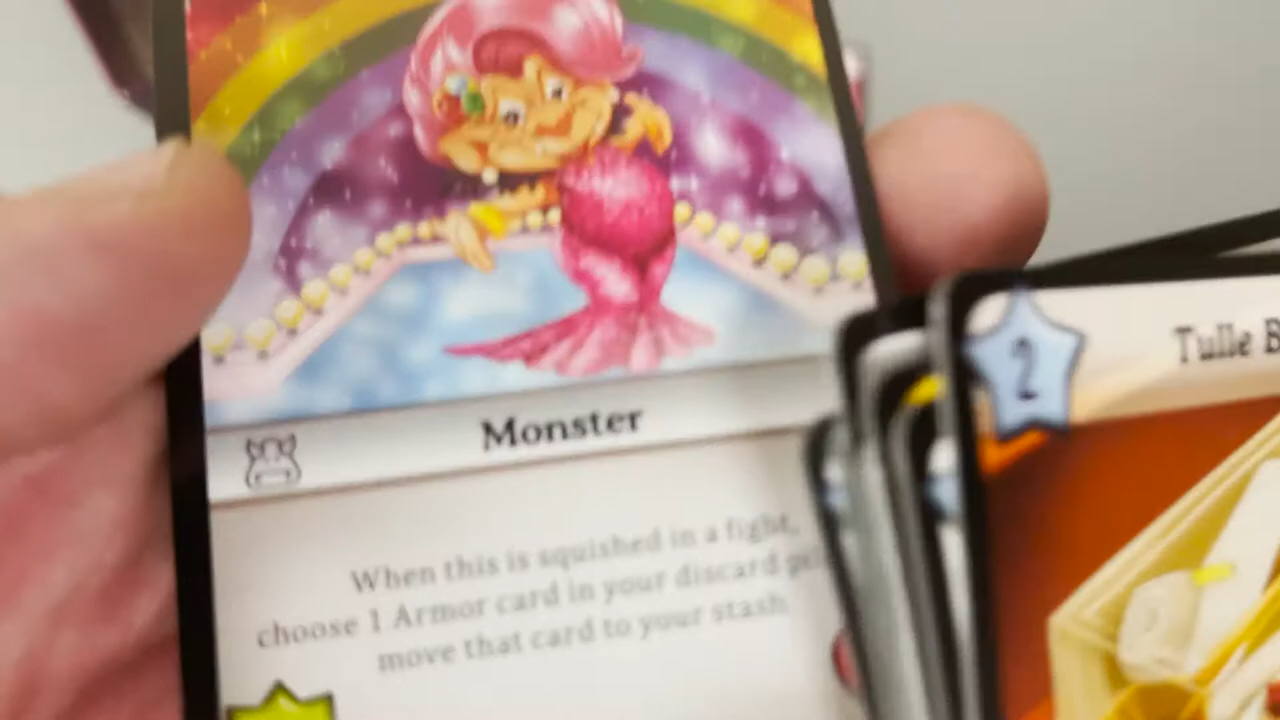 2
Tulle B
Monster
When this is squished in a fight,
choose 1 Armor card in your discard
move that card to your stash